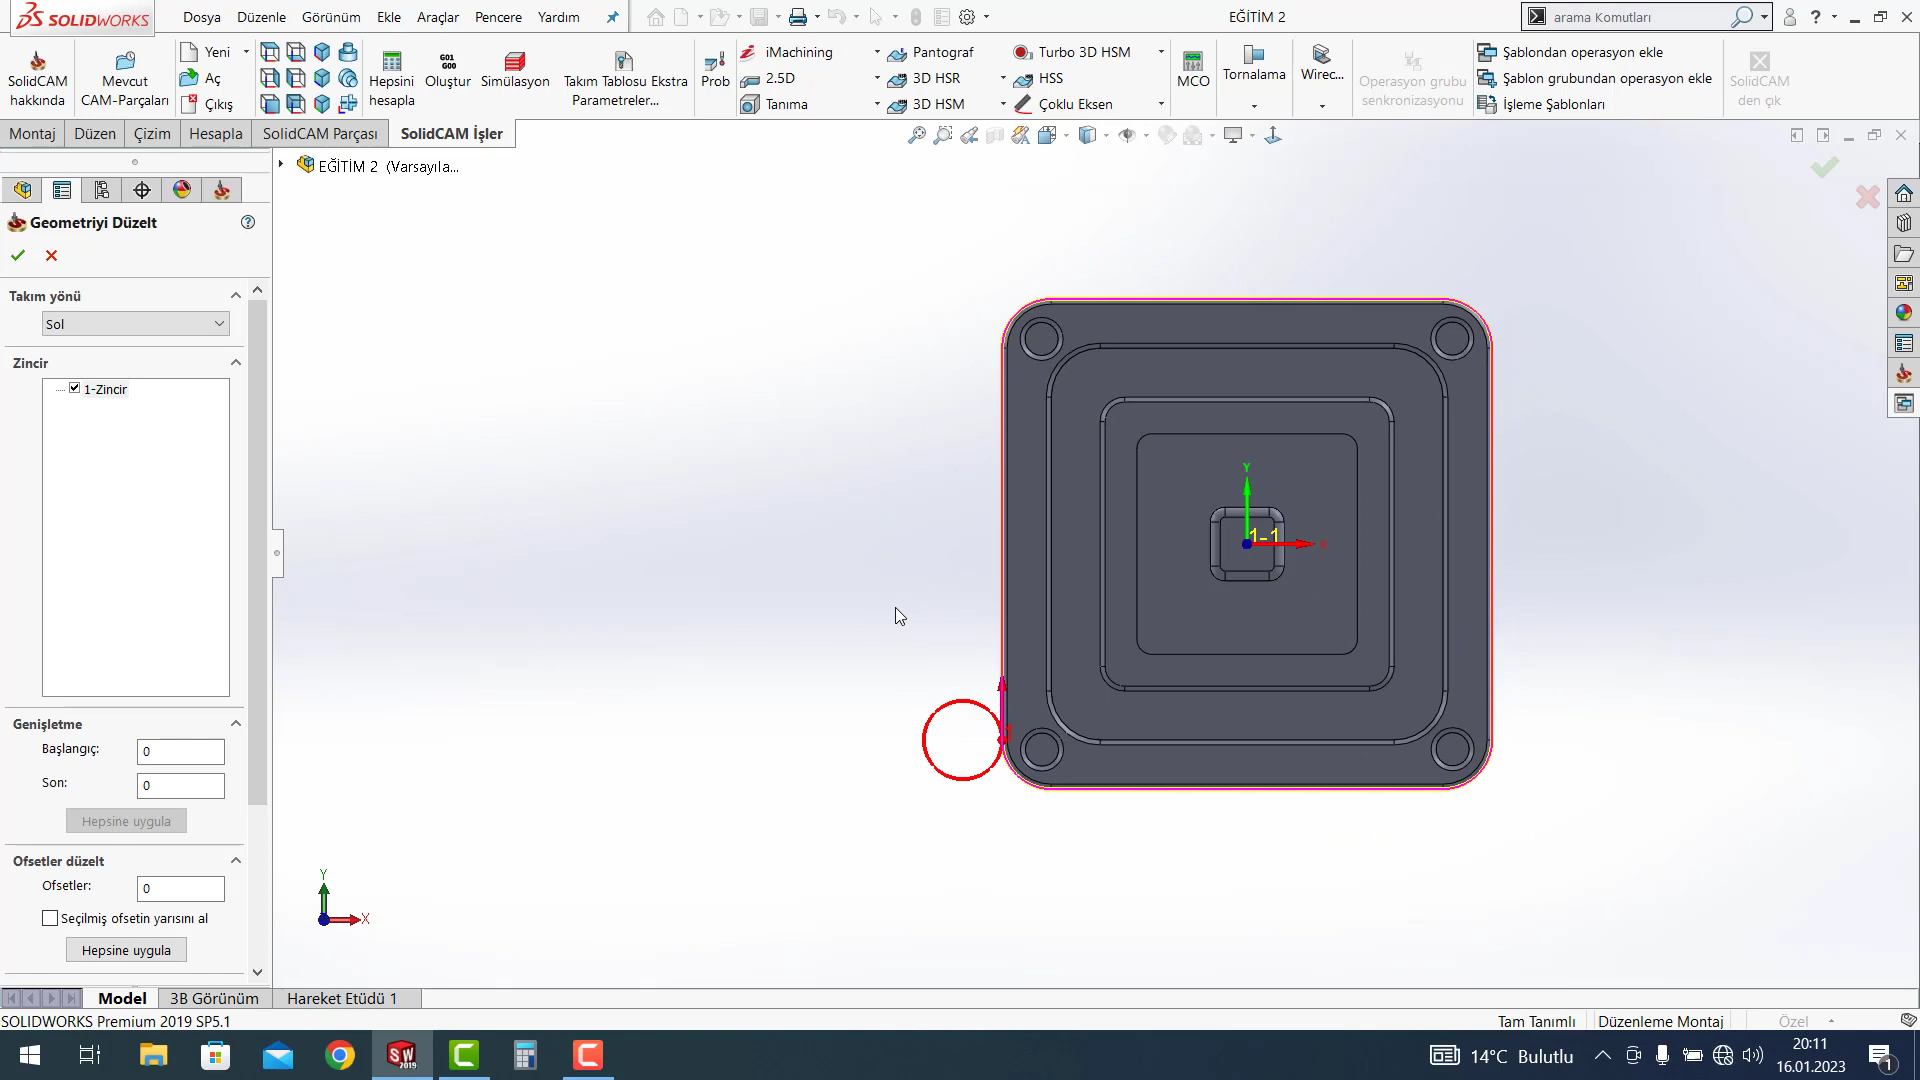 SOLIDWORKS
Dosya
Düzenle
Görünüm
Ekle
Araçlar
Pencere
Yardım
EĞİTİM 2
arama Komutları
SolidCAM
hakkında
Mevcut
CAM-Parçaları
Yeni
Aç
Çıkış
Hepsini
hesapla
G01
G00
Oluştur
Simülasyon
Takım Tablosu Ekstra
Parametreler...
Prob
iMachining
2.5D
Tanıma
Pantograf
3D HSR
3D HSM
Turbo 3D HSM
HSS
Çoklu Eksen
MCO
Tornalama
Wirec...
Operasyon grubu
senkronizasyonu
Şablondan operasyon ekle
Şablon grubundan operasyon ekle
İşleme Şablonları
SolidCAM
den çık
Montaj
Düzen
Çizim
Hesapla
SolidCAM Parçası
SolidCAM İşler
EĞİTİM 2 (Varsayıla...
Geometriyi Düzelt
Takım yönü
Sol
Zincir
1-Zincir
Genişletme
Başlangıç:
0
Son:
0
Hepsine uygula
Ofsetler düzelt
Ofsetler:
0
Seçilmiş ofsetin yarısını al
Hepsine uygula
Y
1-1
X
Y
X
Model
3B Görünüm
Hareket Etüdü 1
SOLIDWORKS Premium 2019 SP5.1
Tam Tanımlı
Düzenleme Montaj
Özel
SW
2019
14°C Bulutlu
20:11
16.01.2023
1